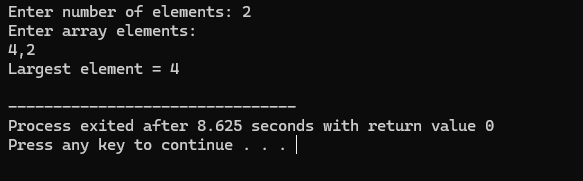 Enter number of elements: 2
Enter array elements:
4,2
Largest element = 4
--------------------------------
Process exited after 8.625 seconds with return value 0
Press any key to continue . . .